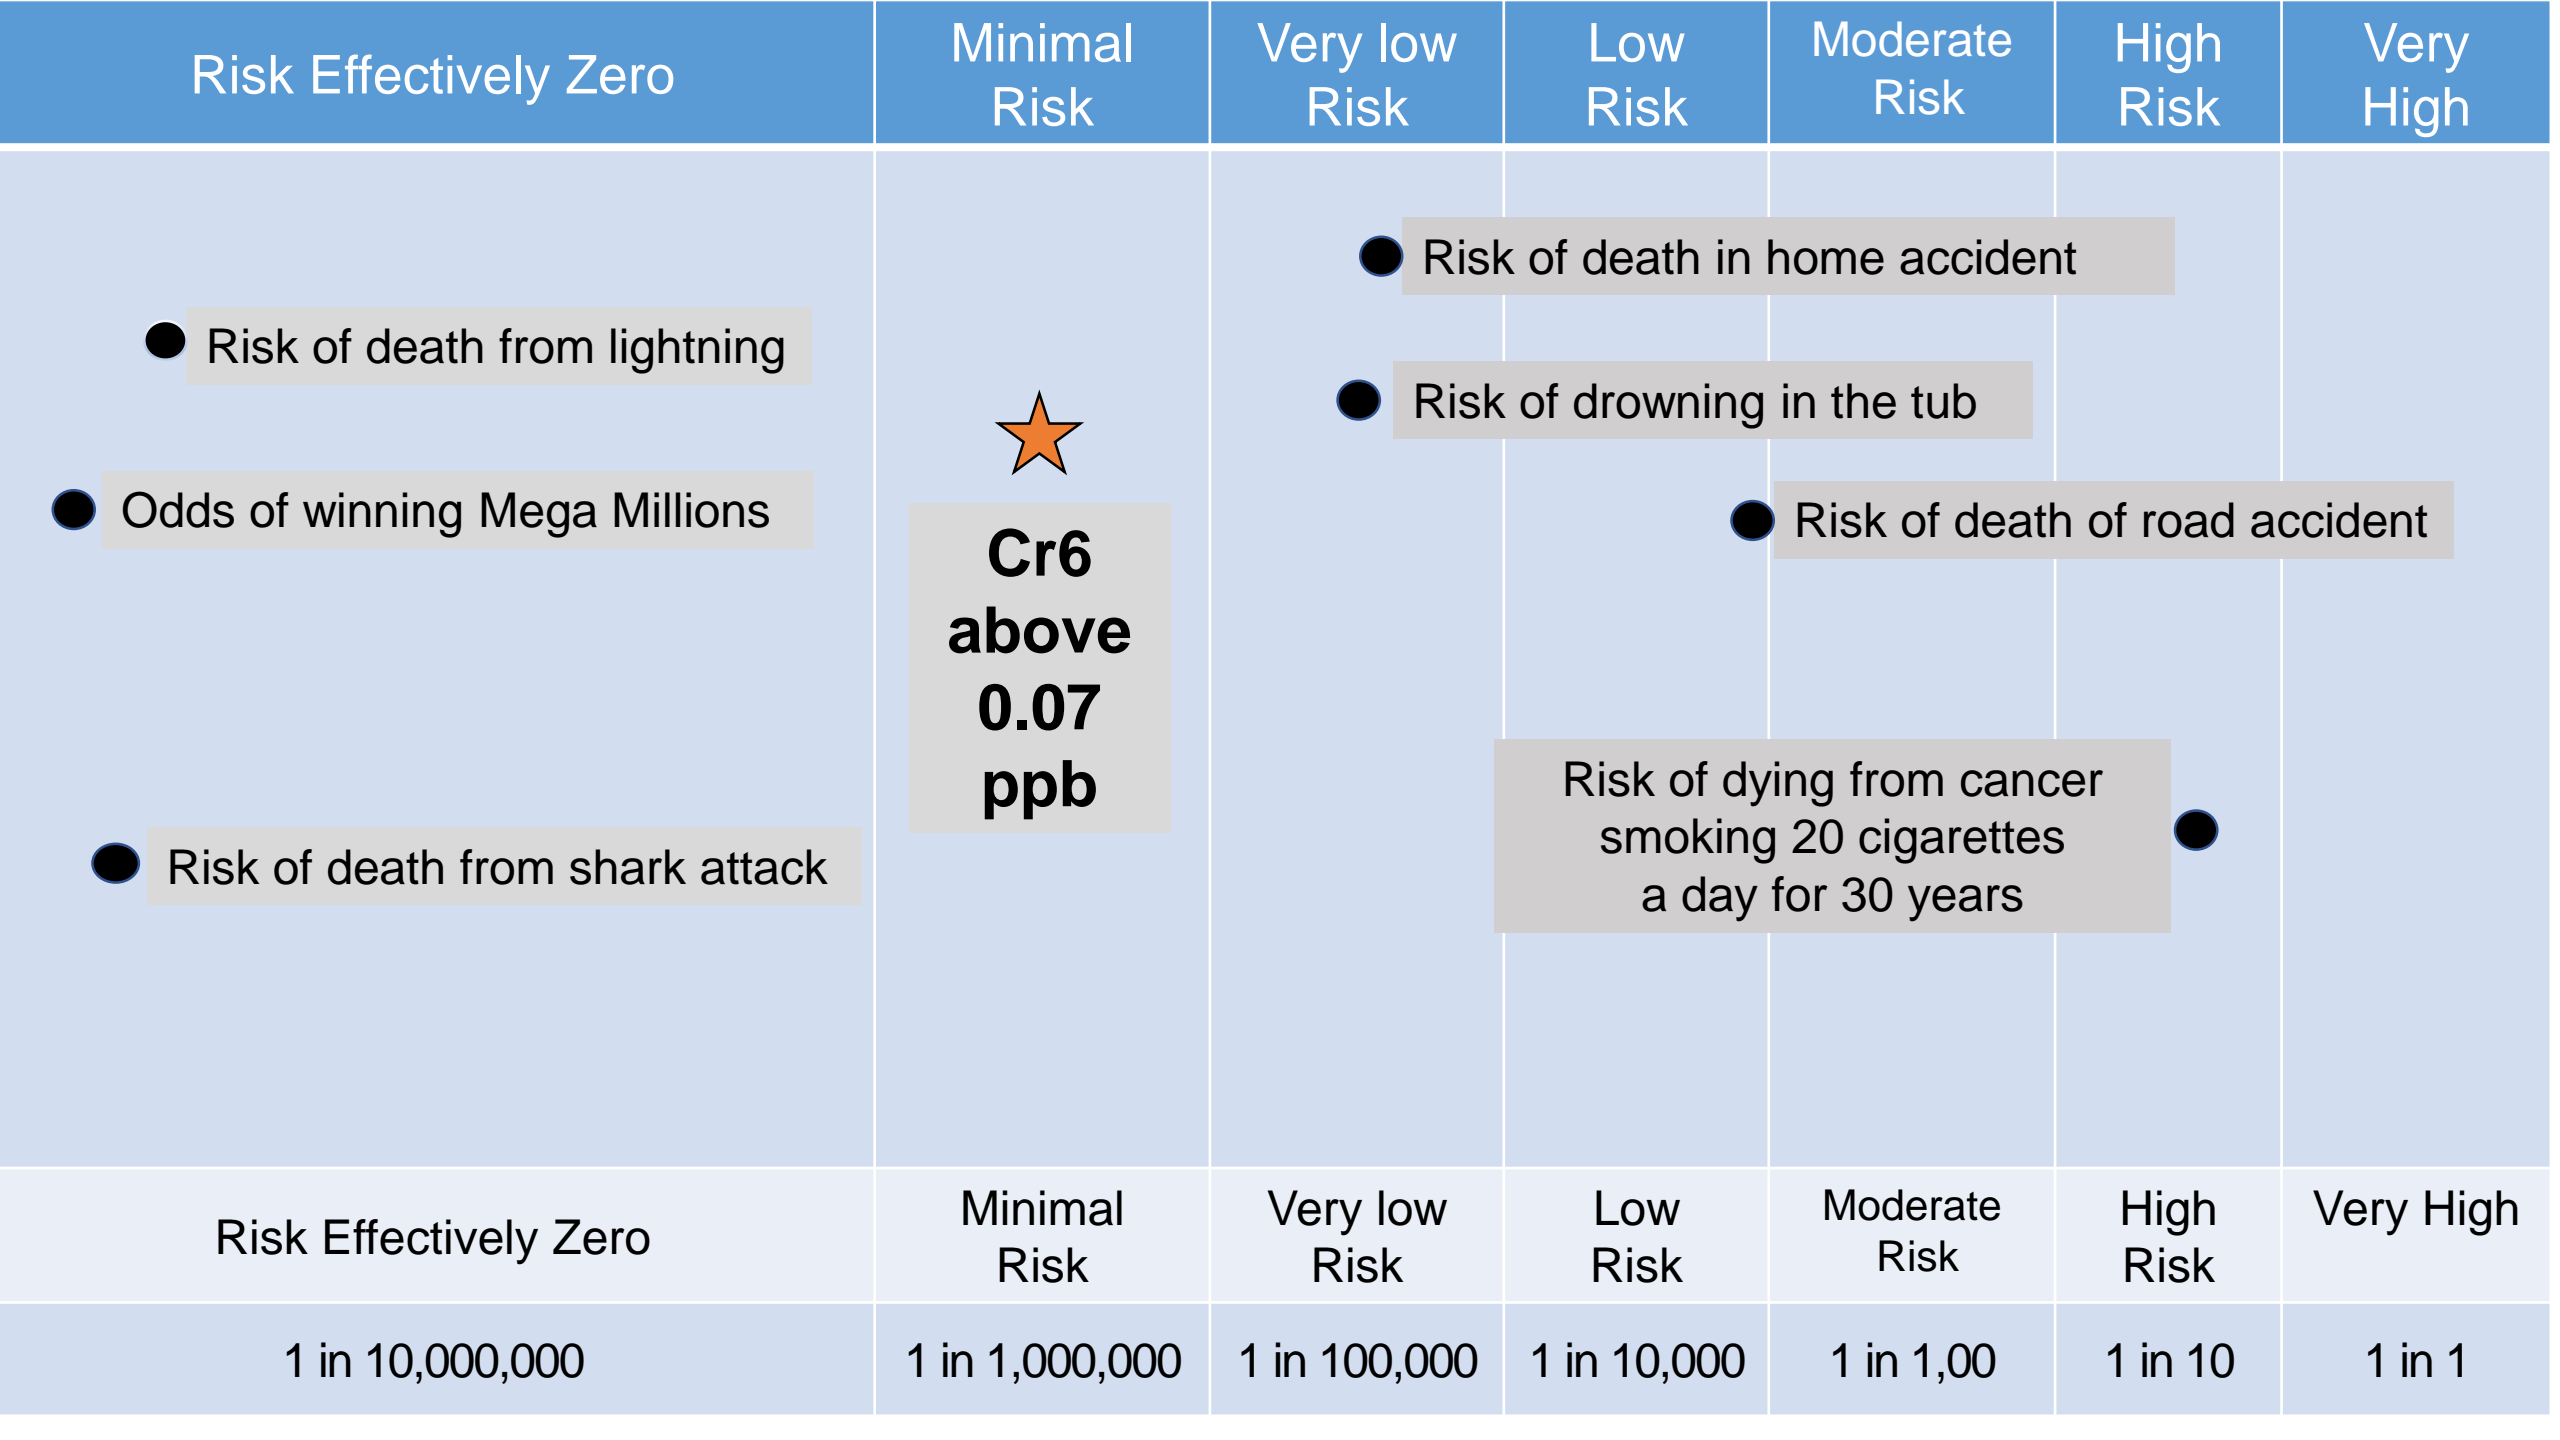 Risk Effectively Zero
Minimal
Risk
Very low
Risk
Low
Risk
Moderate
Risk
High
Risk
Very
High
Risk of death in home accident
Risk of death from lightning
Risk of drowning in the tub
Odds of winning Mega Millions
Risk of death of road accident
Cr6
above
0.07
ppb
Risk of dying from cancer
smoking 20 cigarettes
a day for 30 years
Risk of death from shark attack
Risk Effectively Zero
Minimal
Risk
Very low
Risk
Low
Risk
Moderate
Risk
High
Risk
Very High
1 in 10,000,000
1 in 1,000,000
1 in 100,000
1 in 10,000
1 in 1,00
1 in 10
1 in 1